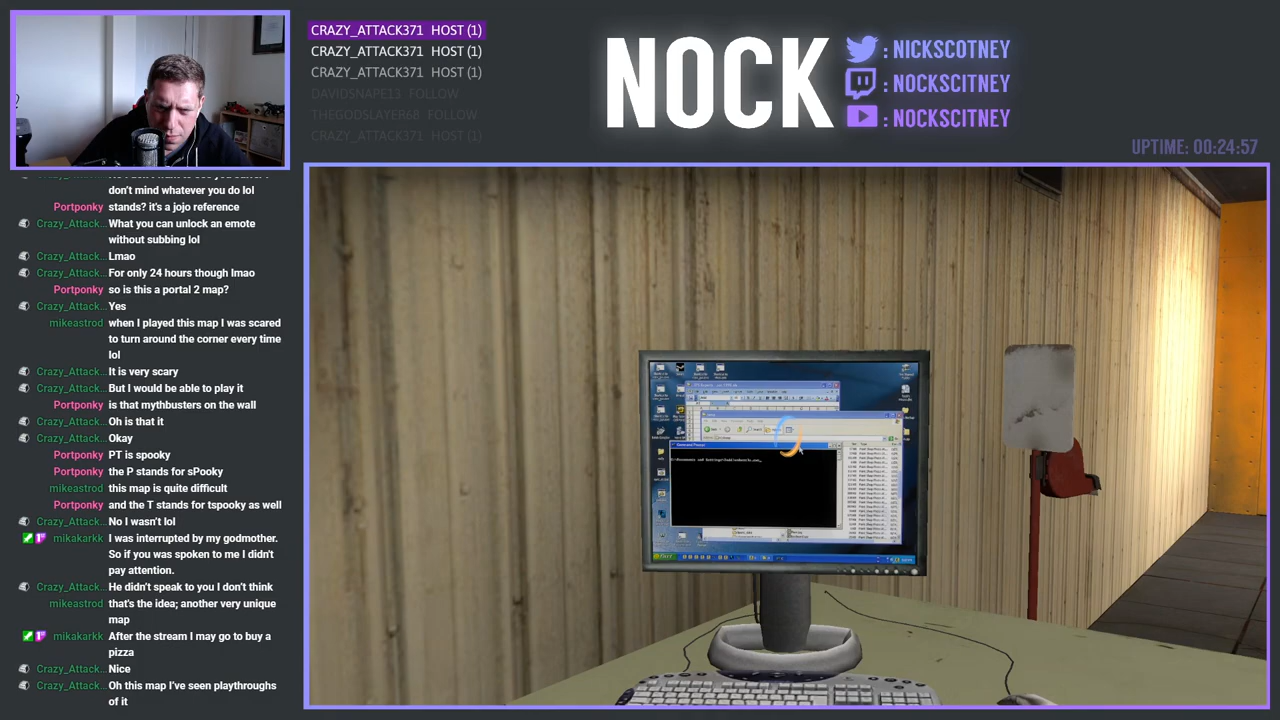 CRAZY_ATTACK371 HOST (1)
CRAZY_ATTACK371 HOST (1)
CRAZY_ATTACK371 HOST (1)
DAVIDSNAPE13 FOLLOW
THEGODSLAYER68 FOLLOW
CRAZY_ATTACK371 HOST (1)
NOCK
: NICKSCOTNEY
: NOCKSCITNEY
: NOCKSCITNEY
UPTIME: 00:24:57
don't mind whatever you do lol
Portponky stands? it's a jojo reference
Crazy_Attack... What you can unlock an emote
without subbing lol
Crazy_Attack... Lmao
Crazy_Attack... For only 24 hours though lmao
Portponky so is this a portal 2 map?
Crazy_Attack... Yes
mikeastrod when I played this map I was scared
to turn around the corner every time
lol
Crazy_Attack... It is very scary
Crazy_Attack... But I would be able to play it
Portponky is that mythbusters on the wall
Crazy_Attack... Oh is that it
Crazy_Attack... Okay
Portponky PT is spooky
Portponky the P stands for sPooky
mikeastrod this map is quite difficult
Portponky and the T stands for tspooky as well
Crazy_Attack... No I wasn't lol
mikakarkk I was intercepted by my godmother.
So if you was spoken to me I didn't
pay attention.
Crazy_Attack... He didn't speak to you I don't think
mikeastrod that's the idea; another very unique
map
mikakarkk After the stream I may go to buy a
pizza
Crazy_Attack... Nice
Crazy_Attack... Oh this map I've seen playthroughs
of it